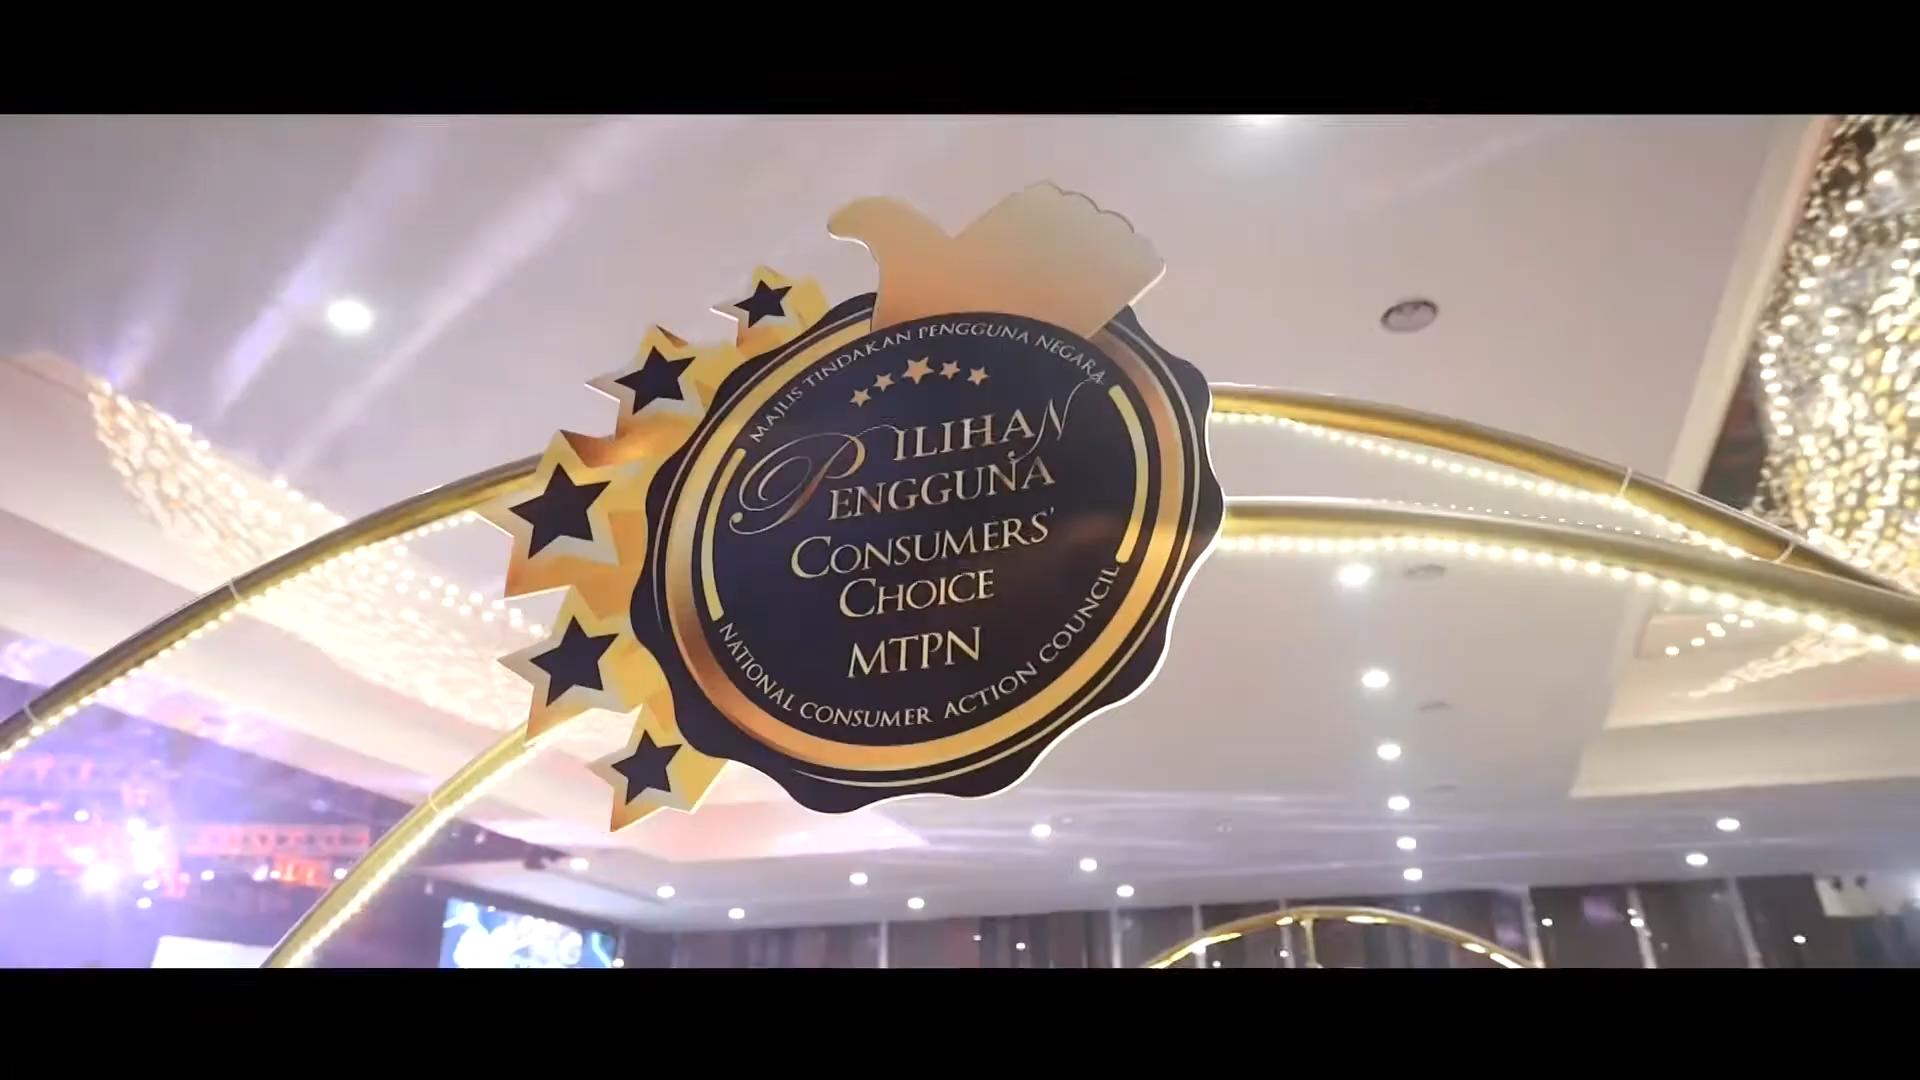 MAJLIS TINDAKAN PENGGUNA NEGARA
PILIHAN
PENGGUNA
CONSUMERS'
CHOICE
MTPN
NATIONAL CONSUMER ACTION COUNCIL